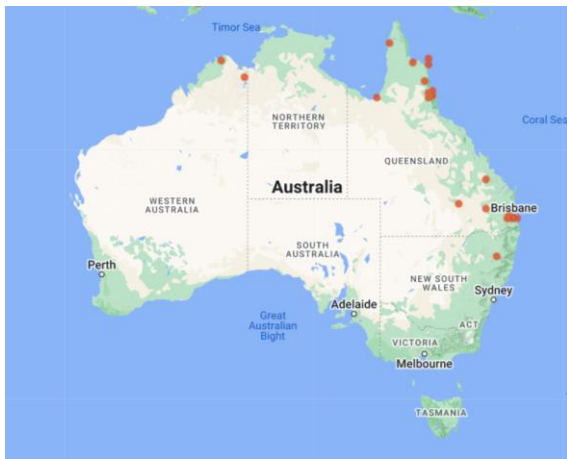 Timor Sea
Coral Sea
NORTHERN
TERRITORY
QUEENSLAND
Australia
WESTERN
AUSTRALIA
Brisbane
SOUTH
AUSTRALIA
Perth
NEW SOUTH
WALES
Sydney
Adelaide
Great
Australian
Bight
ACT
VICTORIA
Melbourne
TASMANIA